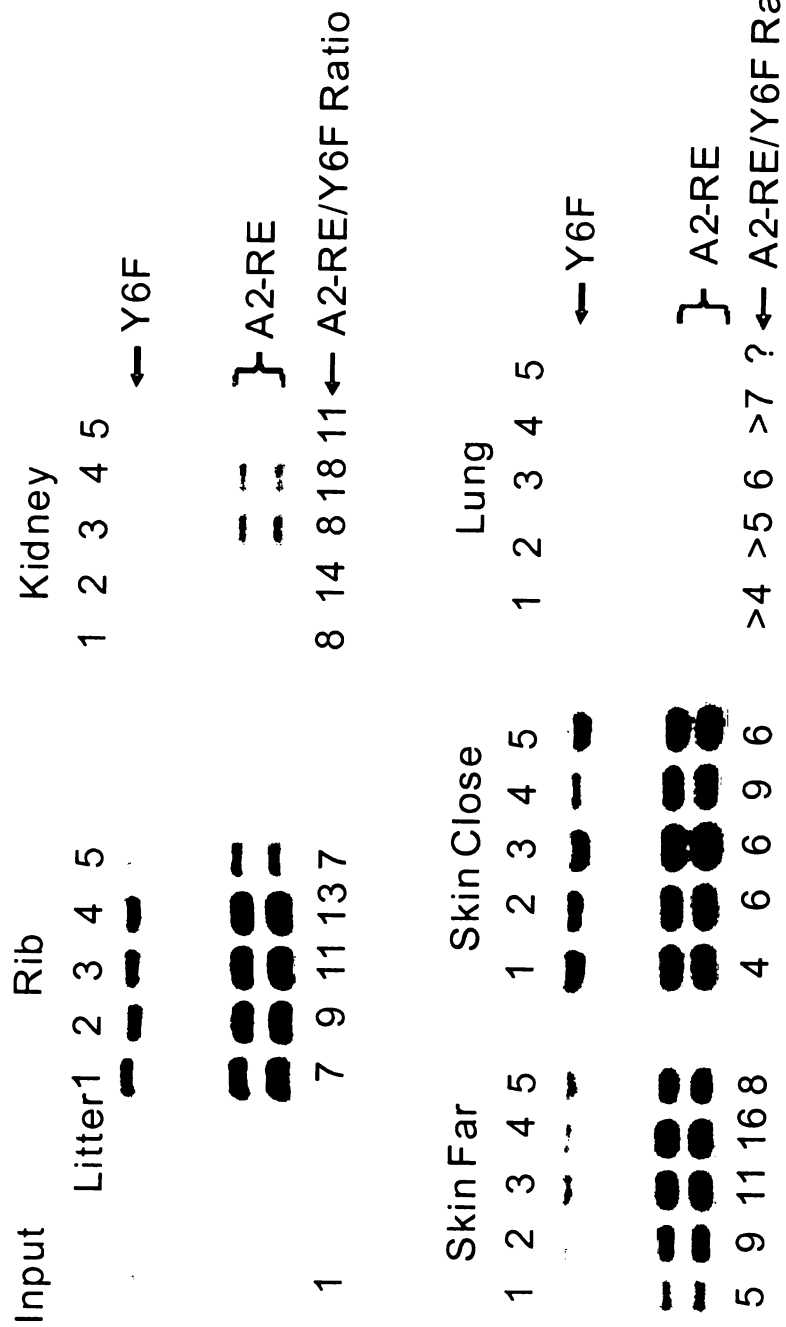 Input Rib Kidney
Litter1 2 3 4 5 1 2 3 4 5
Y6F
A2-RE
1 7 9 11 13 7 8 14 8 18 11 A2-RE/Y6F Ratio
Skin Far Skin Close Lung
1 2 3 4 5 1 2 3 4 5 1 2 3 4 5
Y6F
A2-RE
5 9 11 16 8 4 6 6 9 6 >4 >5 6 >7 ? A2-RE/Y6F Ra